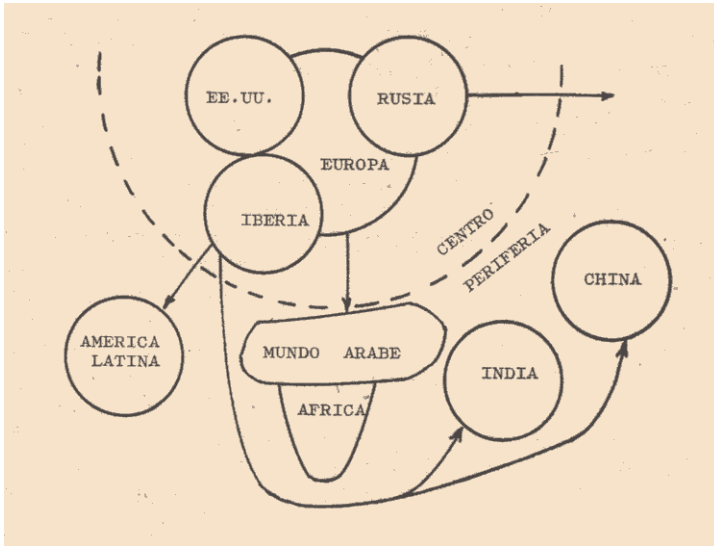 EE.UU.
RUSIA
EUROPA
IBERIA
CENTRO
PERIFERIA
CHINA
AMERICA
LATINA
MUNDO ARABE
INDIA
AFRICA